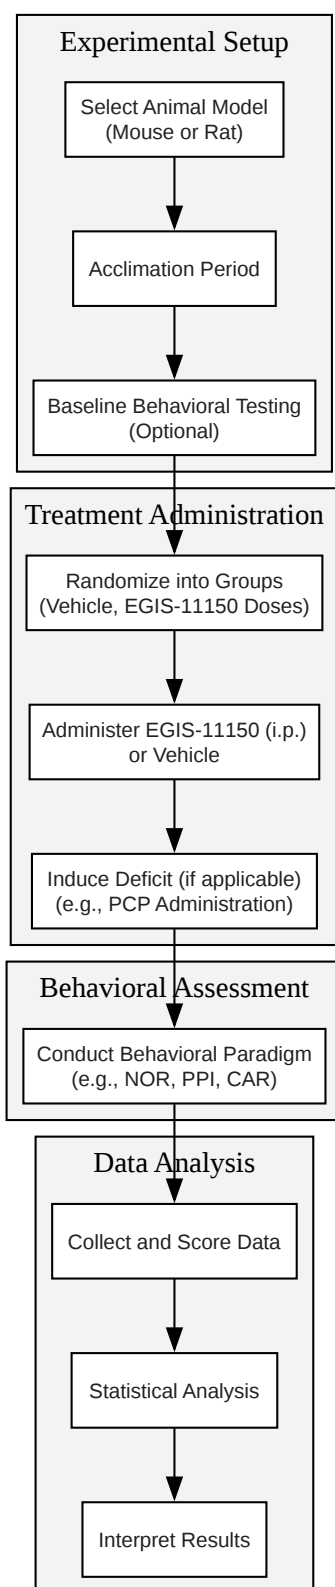 Experimental Setup
Select Animal Model
(Mouse or Rat)
Acclimation Period
Baseline Behavioral Testing
(Optional)
Treatment Administration
Randomize into Groups
(Vehicle, EGIS-11150 Doses)
Administer EGIS-11150 (i.p.)
or Vehicle
Induce Deficit (if applicable)
(e.g., PCP Administration)
Behavioral Assessment
Conduct Behavioral Paradigm
(e.g., NOR, PPI, CAR)
Data Analysis
Collect and Score Data
Statistical Analysis
Interpret Results